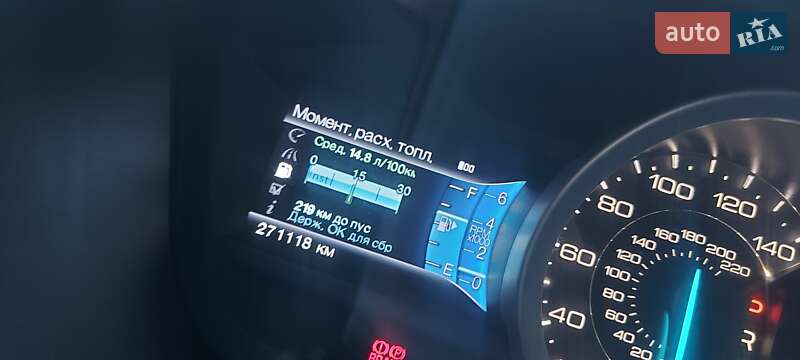 auto RIA .com
Момент. расх. топл.
Сред. 14.8 л/100км
0 15 30
inst
219 км до пус
Держ. OK для сбр
271118 км
F 6
4
RPM x1000
2
E 0
40 60 80 100 120 140
20 40 60 80 100 120 140 160 180 200 220
D
R